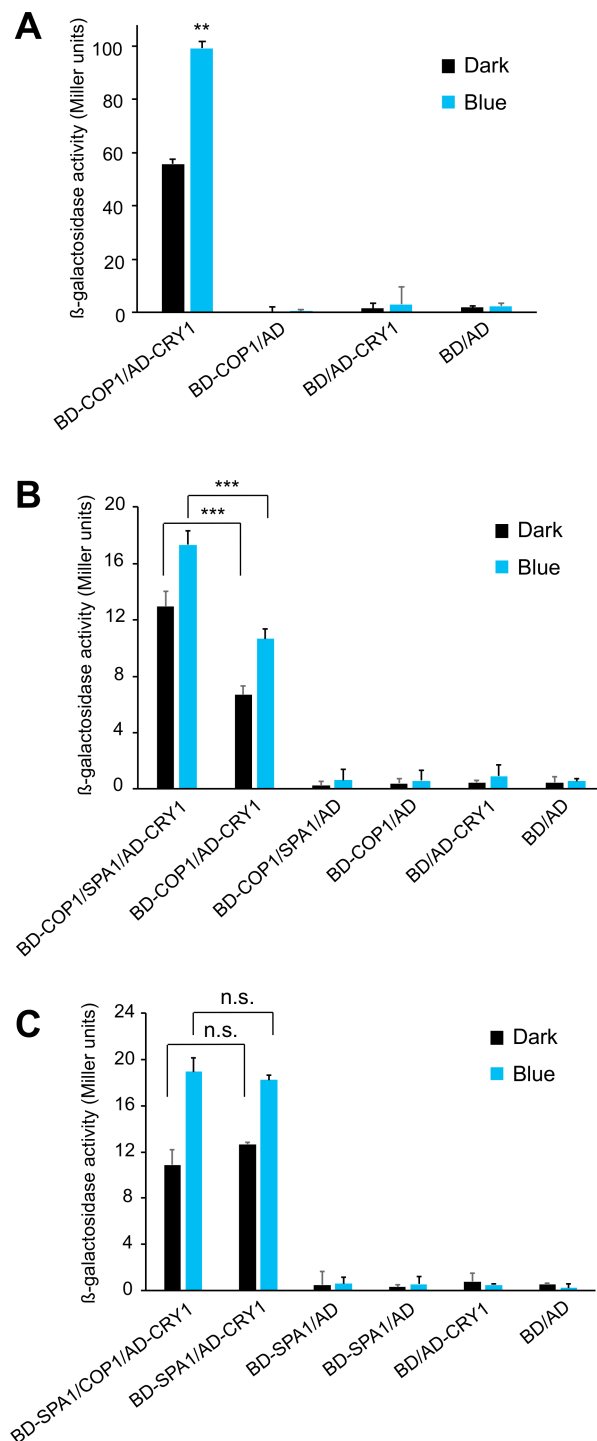 A
ß-galactosidase activity (Miller units)
100
80
60
40
20
0
**
Dark
Blue
BD-COP1/AD-CRY1
BD-COP1/AD
BD/AD-CRY1
BD/AD
B
ß-galactosidase activity (Miller units)
20
16
12
8
4
0
***
***
Dark
Blue
BD-COP1/SPA1/AD-CRY1
BD-COP1/AD-CRY1
BD-COP1/SPA1/AD
BD-COP1/AD
BD/AD-CRY1
BD/AD
C
ß-galactosidase activity (Miller units)
24
20
16
12
8
4
0
n.s.
n.s.
Dark
Blue
BD-SPA1/COP1/AD-CRY1
BD-SPA1/AD-CRY1
BD-SPA1/AD
BD-SPA1/AD
BD/AD-CRY1
BD/AD